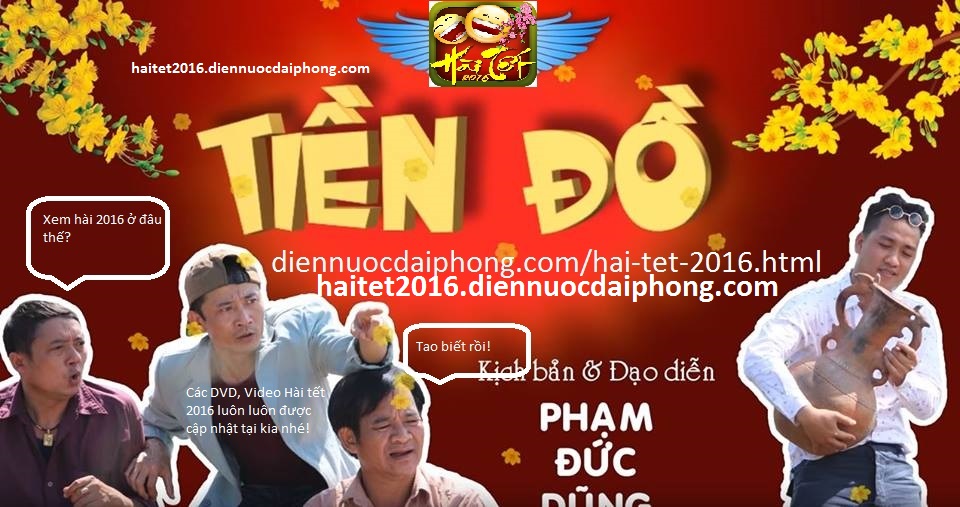 haitet2016.diennuocdaiphong.com
Hài Tết
2016
TIỀN ĐỒ
Xem hài 2016 ở đâu
thế?
diennuocdaiphong.com/hai-tet-2016.html
haitet2016.diennuocdaiphong.com
Tao biết rồi!
Các DVD, Video Hài tết
2016 luôn luôn được
cập nhật tại kia nhé!
Kịch bản & Đạo diễn
PHẠM
ĐỨC
DŨNG